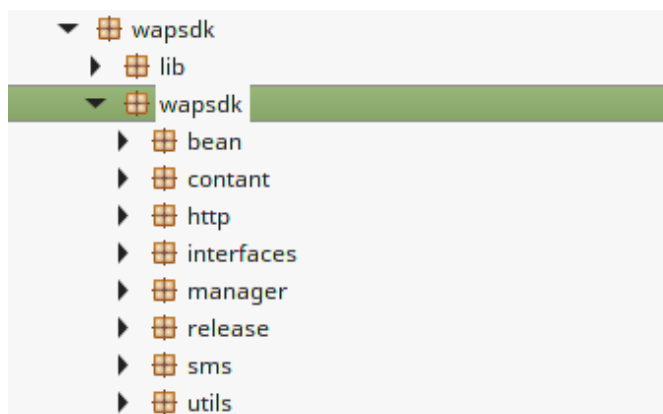 wapsdk
lib
wapsdk
bean
contant
http
interfaces
manager
release
sms
utils